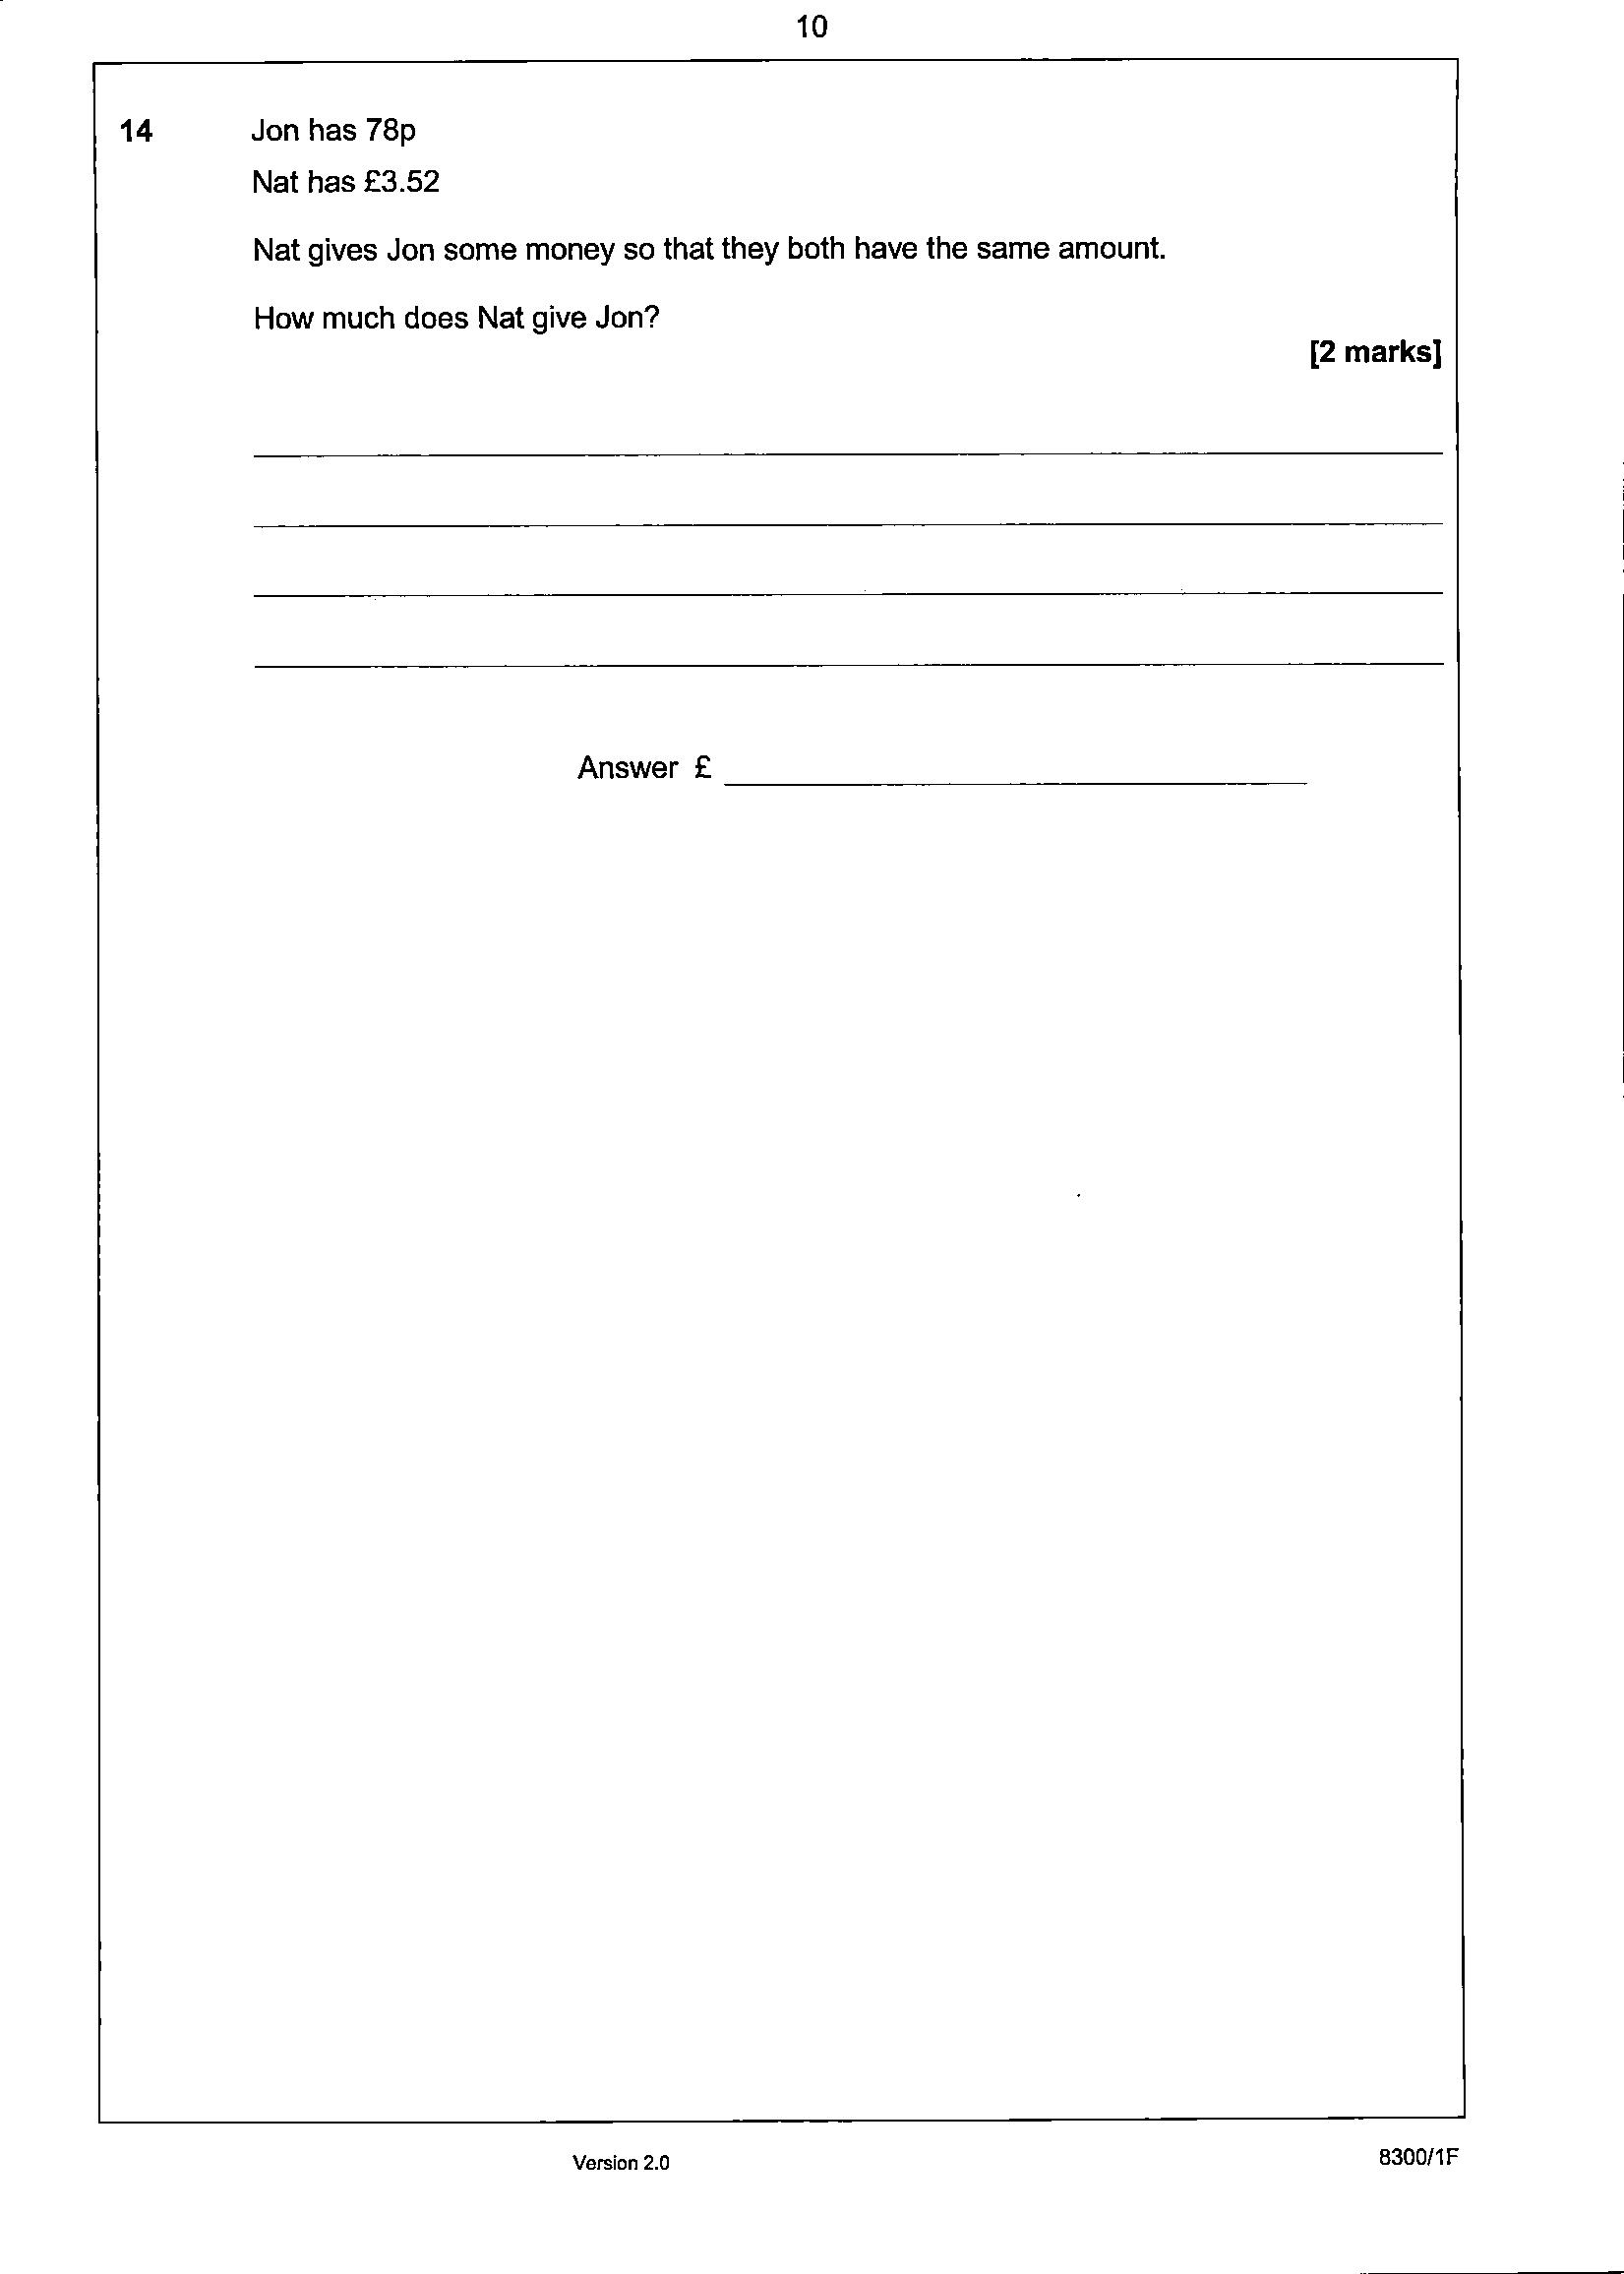 10
14 Jon has 78p
Nat has £3.52
Nat gives Jon some money so that they both have the same amount.
How much does Nat give Jon?
[2 marks]
Answer £
Version 2.0 8300/1F